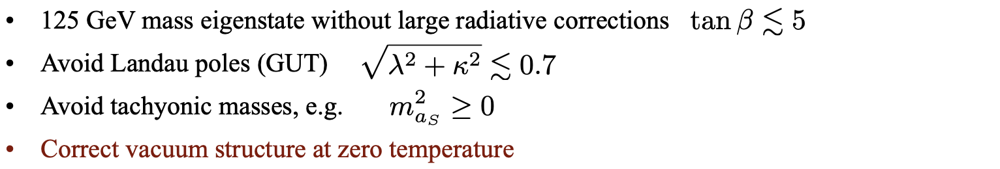 • 125 GeV mass eigenstate without large radiative corrections tan β ≲ 5
• Avoid Landau poles (GUT) √(λ² + κ²) ≲ 0.7
• Avoid tachyonic masses, e.g. m²_{a_S} ≥ 0
• Correct vacuum structure at zero temperature